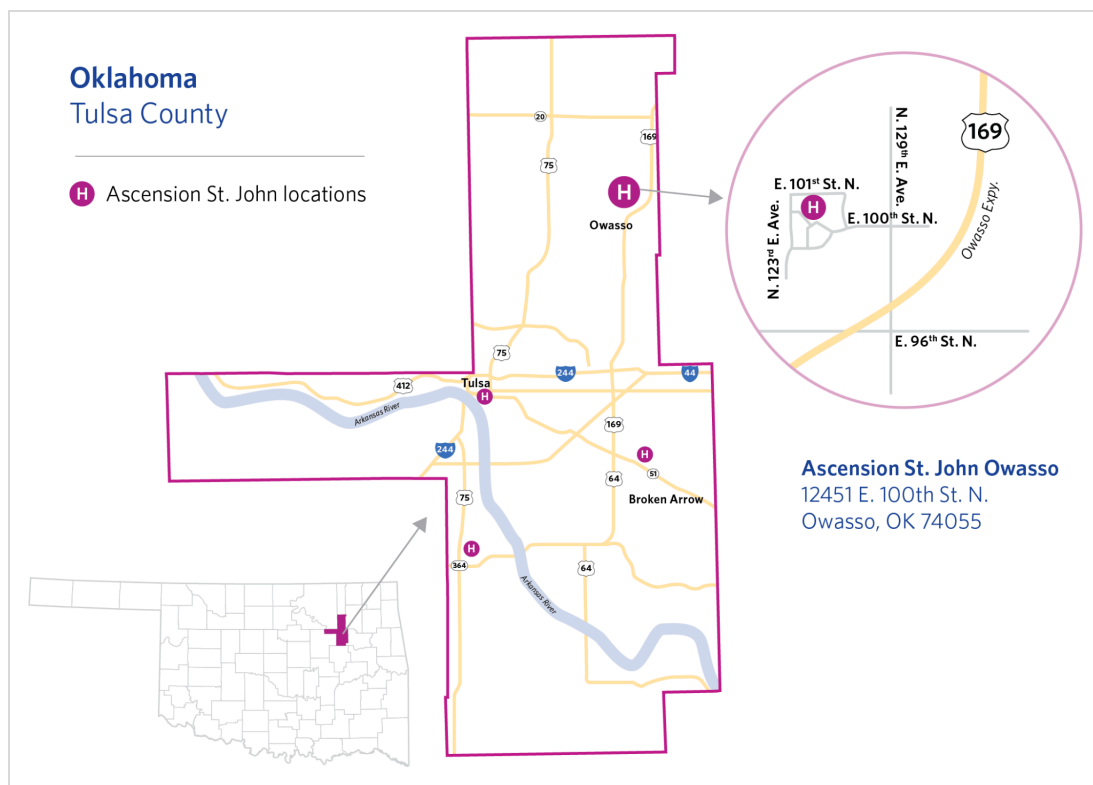 Oklahoma
Tulsa County
H Ascension St. John locations
20
75
169
H
Owasso
75
244
44
412
Tulsa
H
Arkansas River
169
244
H
51
64
75
Broken Arrow
H
364
64
Arkansas River
169
N. 129th E. Ave.
E. 101st St. N.
H
E. 100th St. N.
N. 123rd E. Ave.
Owasso Expy.
E. 96th St. N.
Ascension St. John Owasso
12451 E. 100th St. N.
Owasso, OK 74055